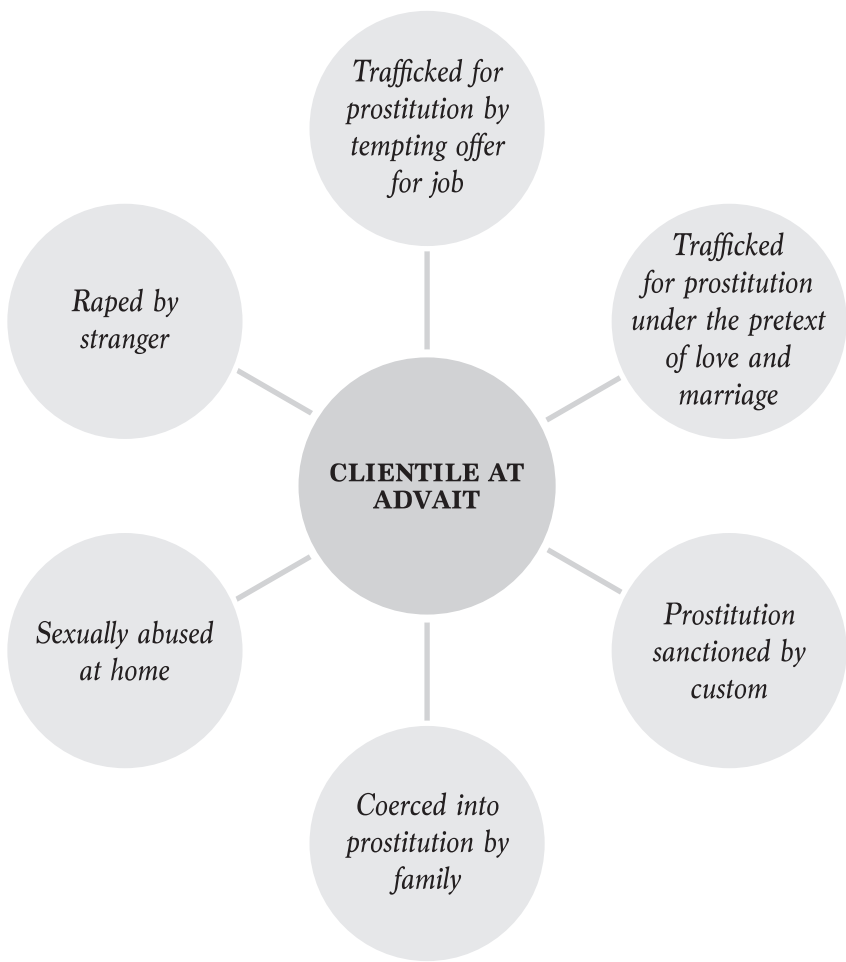 Trafficked for
prostitution by
tempting offer
for job
Trafficked
for prostitution
under the pretext
of love and
marriage
Raped by
stranger
CLIENTILE AT
ADVAIT
Sexually abused
at home
Prostitution
sanctioned by
custom
Coerced into
prostitution by
family